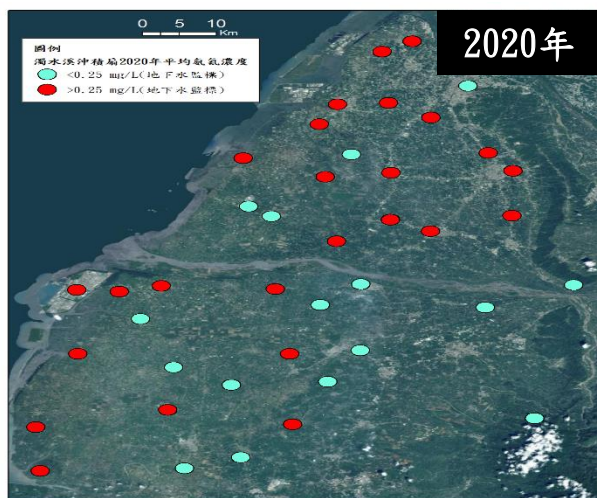 0 5 10
Km
2020年
圖例
濁水溪沖積扇2020年平均氨氮濃度
<0.25 mg/L(地下水監標)
>0.25 mg/L(地下水監標)